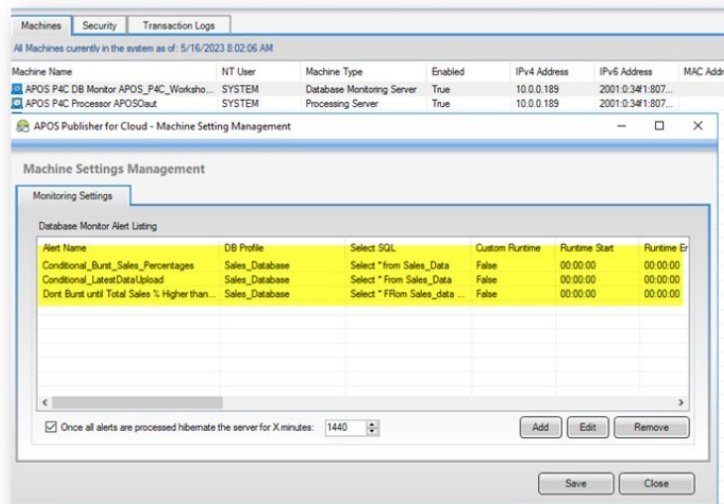 Machines Security Transaction Logs
All Machines currently in the system as of: 5/16/2023 8:02:06 AM
Machine Name NT User Machine Type Enabled IPv4 Address IPv6 Address MAC Addr
APOS P4C DB Monitor APOS_P4C_Worksho... SYSTEM Database Monitoring Server True 10.0.0.189 2001:0:34f1:807...
APOS P4C Processor APOSOaut SYSTEM Processing Server True 10.0.0.189 2001:0:34f1:807...
APOS Publisher for Cloud - Machine Setting Management
Machine Settings Management
Monitoring Settings
Database Monitor Alert Listing
Alert Name DB Profile Select SQL Custom Runtime Runtime Start Runtime Er
Conditional_Burst_Sales_Percentages Sales_Database Select * from Sales_Data False 00:00:00 00:00:00
Conditional_LatestDataUpload Sales_Database Select * From Sales_Data False 00:00:00 00:00:00
Dont Burst until Total Sales % Higher than... Sales_Database Select * FRom Sales_data ... False 00:00:00 00:00:00
Once all alerts are processed hibernate the server for X minutes: 1440 Add Edit Remove
Save Close